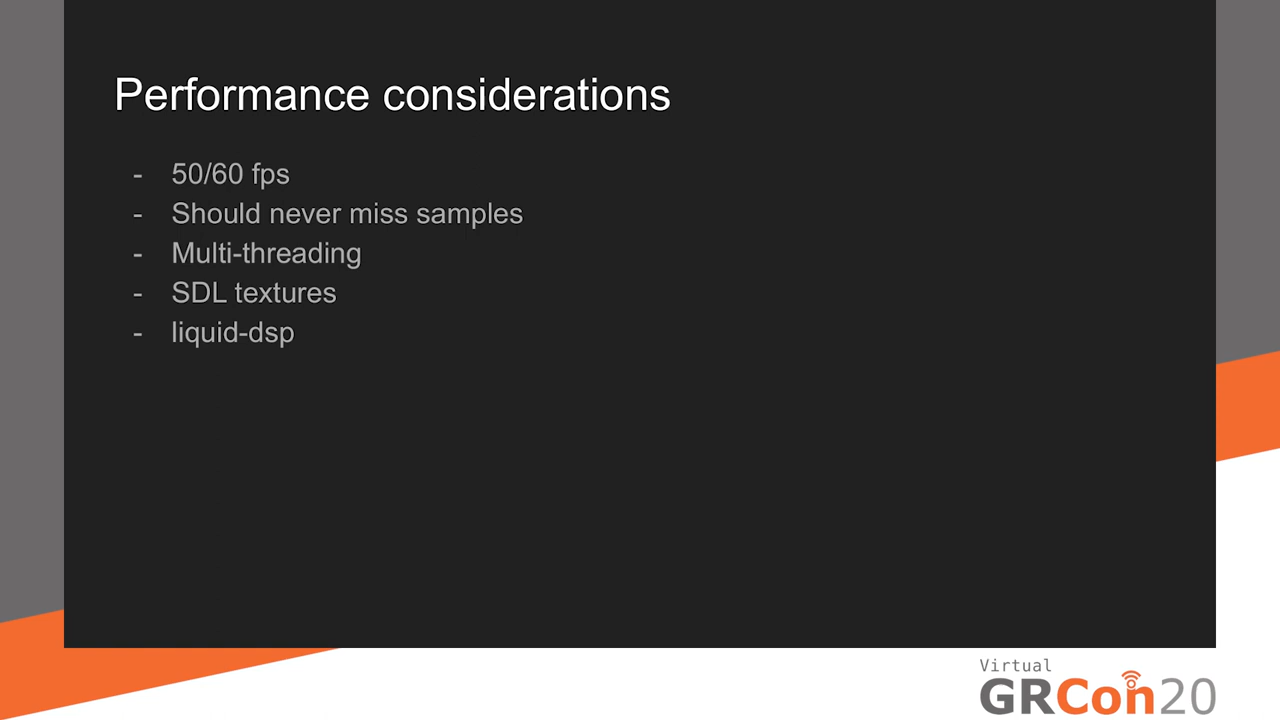 Performance considerations
- 50/60 fps
- Should never miss samples
- Multi-threading
- SDL textures
- liquid-dsp
Virtual
GRCon20